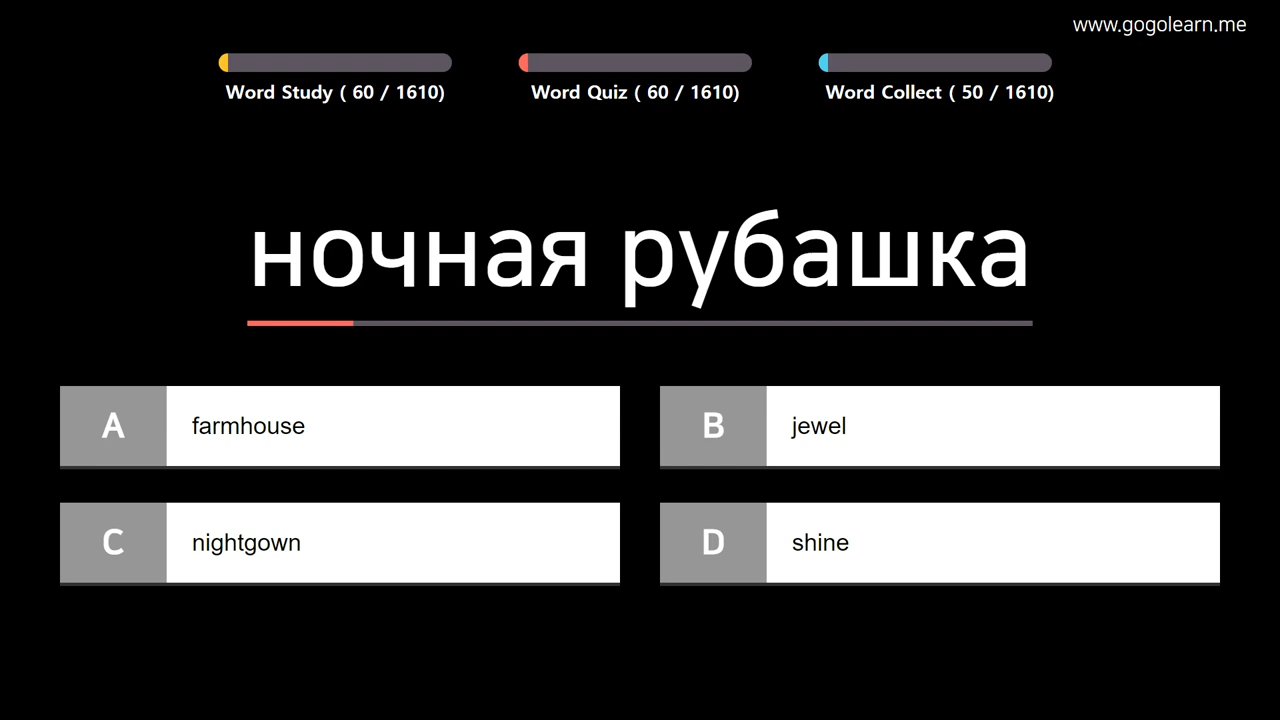 www.gogolearn.me
Word Study ( 60 / 1610)
Word Quiz ( 60 / 1610)
Word Collect ( 50 / 1610)
ночная рубашка
A farmhouse
B jewel
C nightgown
D shine